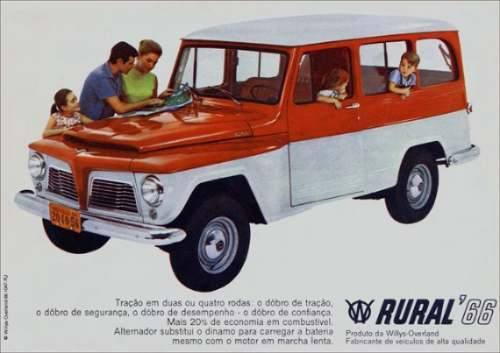 Tração em duas ou quatro rodas: o dôbro de tração,
o dôbro de segurança, o dôbro de desempenho - o dôbro de confiança.
Mais 20% de economia em combustível.
Alternador substitui o dínamo para carregar a bateria
mesmo com o motor em marcha lenta.
W RURAL'66
Produto da Willys-Overland
Fabricante de veículos de alta qualidade